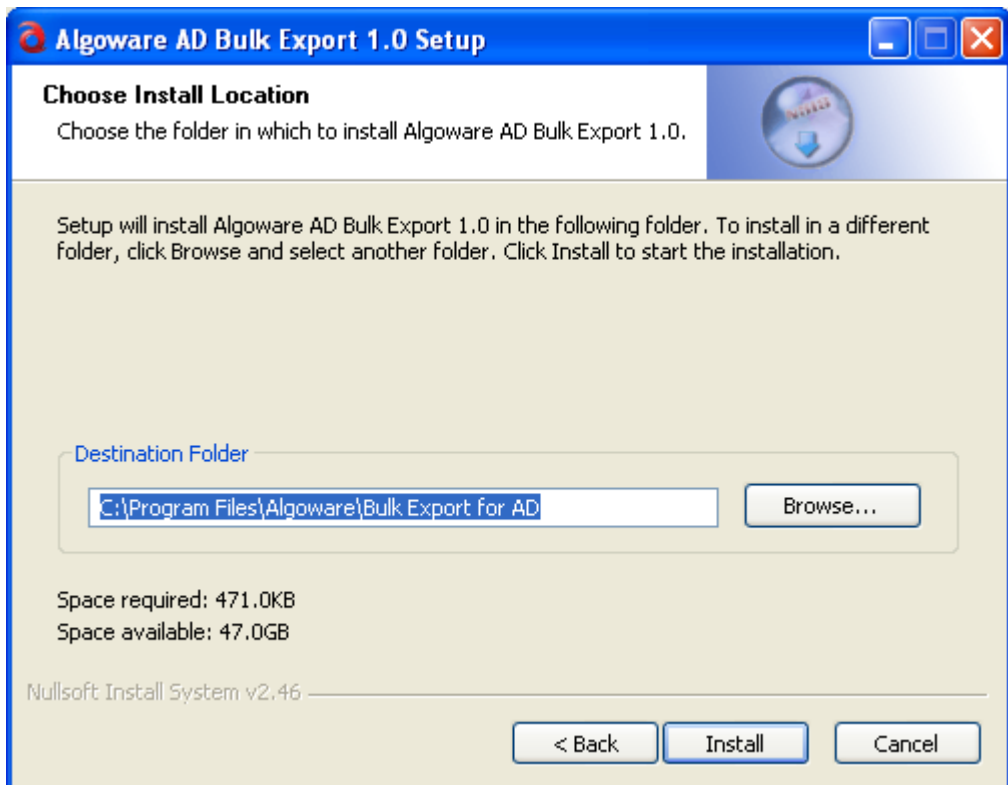 Algoware AD Bulk Export 1.0 Setup
Choose Install Location
Choose the folder in which to install Algoware AD Bulk Export 1.0.
Setup will install Algoware AD Bulk Export 1.0 in the following folder. To install in a different
folder, click Browse and select another folder. Click Install to start the installation.
Destination Folder
C:\Program Files\Algoware\Bulk Export for AD
Browse...
Space required: 471.0KB
Space available: 47.0GB
Nullsoft Install System v2.46
< Back
Install
Cancel